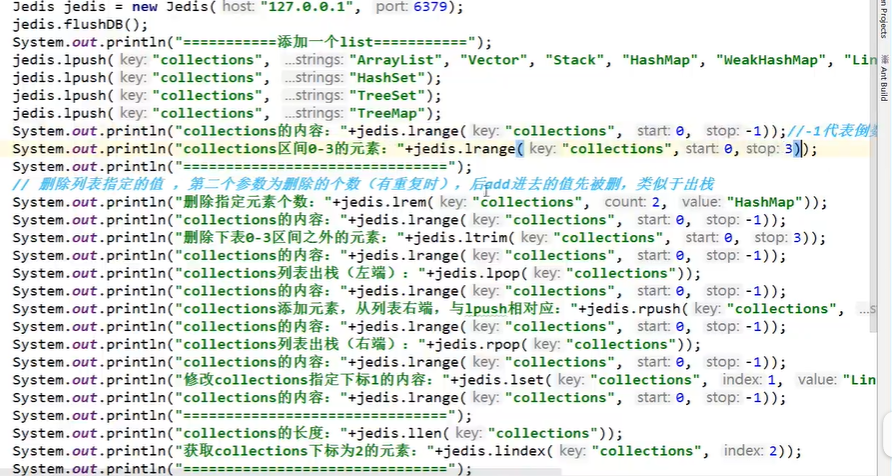 Jedis jedis = new Jedis( host: "127.0.0.1", port: 6379);
jedis.flushDB();
System.out.println("===========添加一个list===========");
jedis.lpush( key: "collections", ...strings: "ArrayList", "Vector", "Stack", "HashMap", "WeakHashMap", "Lin
jedis.lpush( key: "collections", ...strings: "HashSet");
jedis.lpush( key: "collections", ...strings: "TreeSet");
jedis.lpush( key: "collections", ...strings: "TreeMap");
System.out.println("collections的内容："+jedis.lrange( key: "collections", start: 0, stop: -1));//-1代表倒数
System.out.println("collections区间0-3的元素："+jedis.lrange( key: "collections", start: 0, stop: 3));
System.out.println("===============================");
// 删除列表指定的值 ，第二个参数为删除的个数（有重复时），后add进去的值先被删，类似于出栈
System.out.println("删除指定元素个数："+jedis.lrem( key: "collections", count: 2, value: "HashMap"));
System.out.println("collections的内容："+jedis.lrange( key: "collections", start: 0, stop: -1));
System.out.println("删除下表0-3区间之外的元素："+jedis.ltrim( key: "collections", start: 0, stop: 3));
System.out.println("collections的内容："+jedis.lrange( key: "collections", start: 0, stop: -1));
System.out.println("collections列表出栈（左端）："+jedis.lpop( key: "collections"));
System.out.println("collections的内容："+jedis.lrange( key: "collections", start: 0, stop: -1));
System.out.println("collections添加元素，从列表右端，与lpush相对应："+jedis.rpush( key: "collections", ...s
System.out.println("collections的内容："+jedis.lrange( key: "collections", start: 0, stop: -1));
System.out.println("collections列表出栈（右端）："+jedis.rpop( key: "collections"));
System.out.println("collections的内容："+jedis.lrange( key: "collections", start: 0, stop: -1));
System.out.println("修改collections指定下标1的内容："+jedis.lset( key: "collections", index: 1, value: "Lin
System.out.println("collections的内容："+jedis.lrange( key: "collections", start: 0, stop: -1));
System.out.println("===============================");
System.out.println("collections的长度："+jedis.llen( key: "collections"));
System.out.println("获取collections下标为2的元素："+jedis.lindex( key: "collections", index: 2));
System.out.println("===============================");
Projects
Ant Build